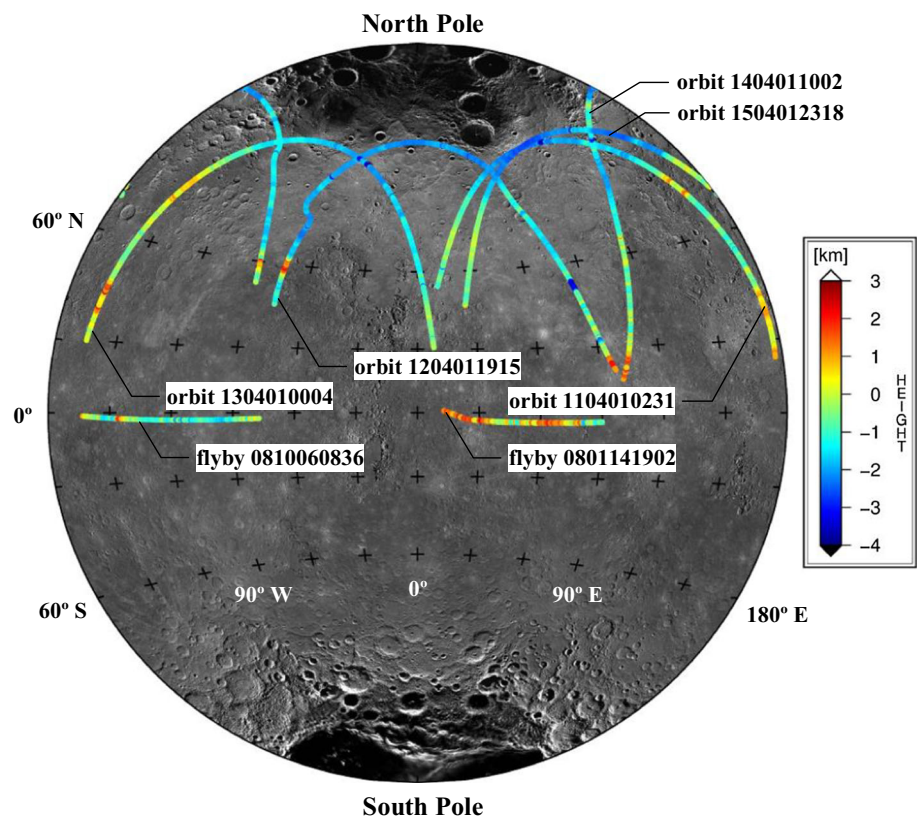 North Pole
orbit 1404011002
orbit 1504012318
60º N
orbit 1204011915
orbit 1304010004
orbit 1104010231
0º
flyby 0810060836
flyby 0801141902
90º W
0º
90º E
60º S
180º E
South Pole
[km]
3
2
1
0
−1
−2
−3
−4
HEIGHT